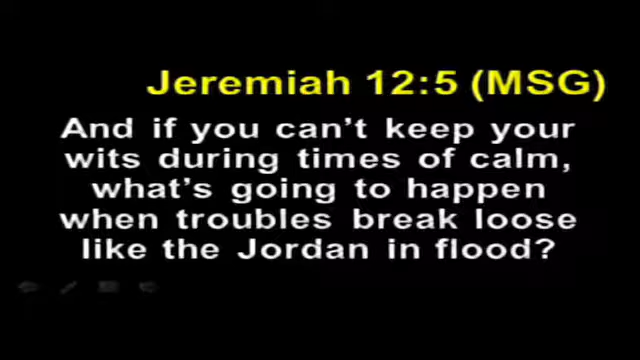 Jeremiah 12:5 (MSG)
And if you can't keep your
wits during times of calm,
what's going to happen
when troubles break loose
like the Jordan in flood?